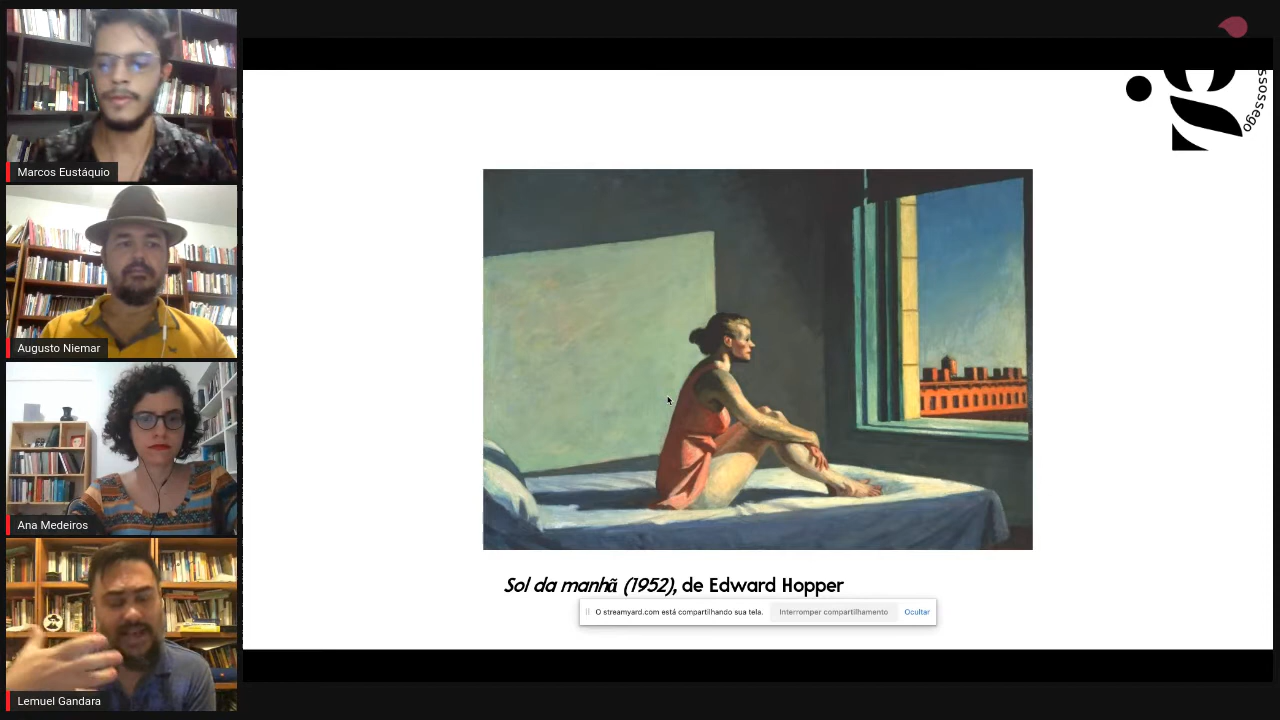 Marcos Eustáquio
Augusto Niemar
Ana Medeiros
Lemuel Gandara
ssossego
Sol da manhã (1952), de Edward Hopper
O streamyard.com está compartilhando sua tela.
Interromper compartilhamento
Ocultar